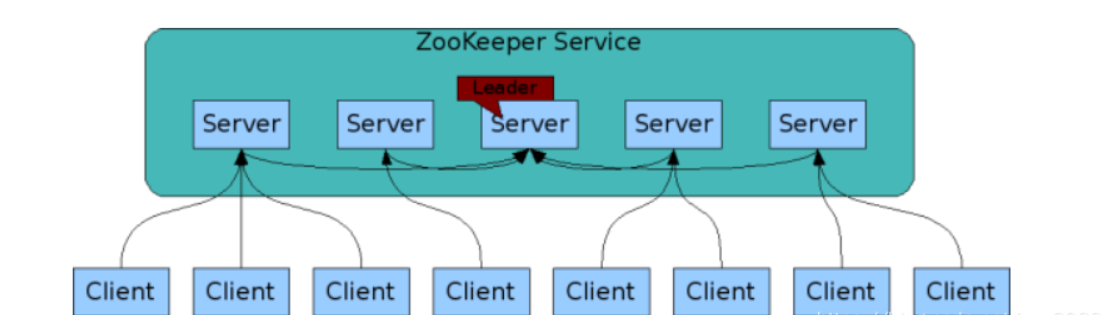 ZooKeeper Service
Leader
Server Server Server Server Server
Client Client Client Client Client Client Client Client